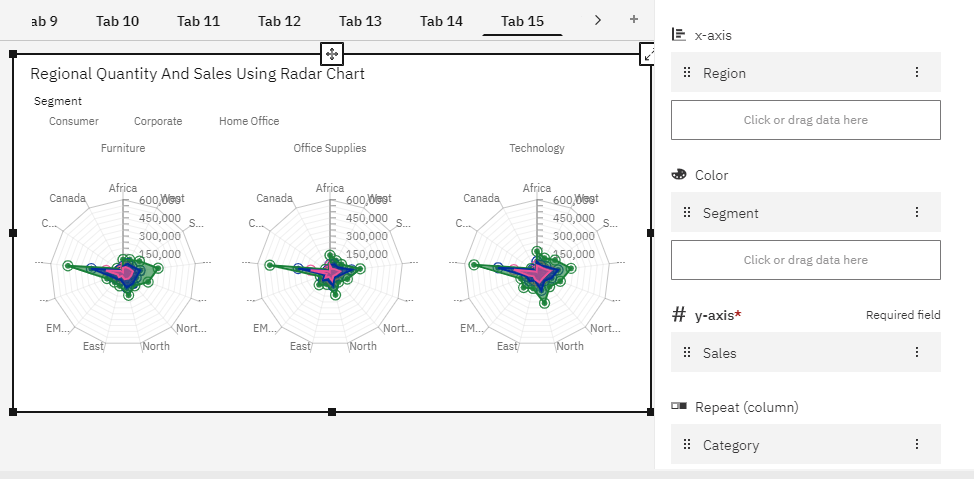 ab 9 Tab 10 Tab 11 Tab 12 Tab 13 Tab 14 Tab 15 > +
Regional Quantity And Sales Using Radar Chart
Segment
Consumer Corporate Home Office
Furniture Office Supplies Technology
Africa Africa Africa
Canada 600,000 West Canada 600,000 West Canada 600,000 West
C... 450,000 S... C... 450,000 S... C... 450,000 S...
300,000 300,000 300,000
150,000 150,000 150,000
... ... ... ... ... ...
EM... Nort... EM... Nort... EM... Nort...
East North East North East North
x-axis
Region
Click or drag data here
Color
Segment
Click or drag data here
# y-axis* Required field
Sales
Repeat (column)
Category